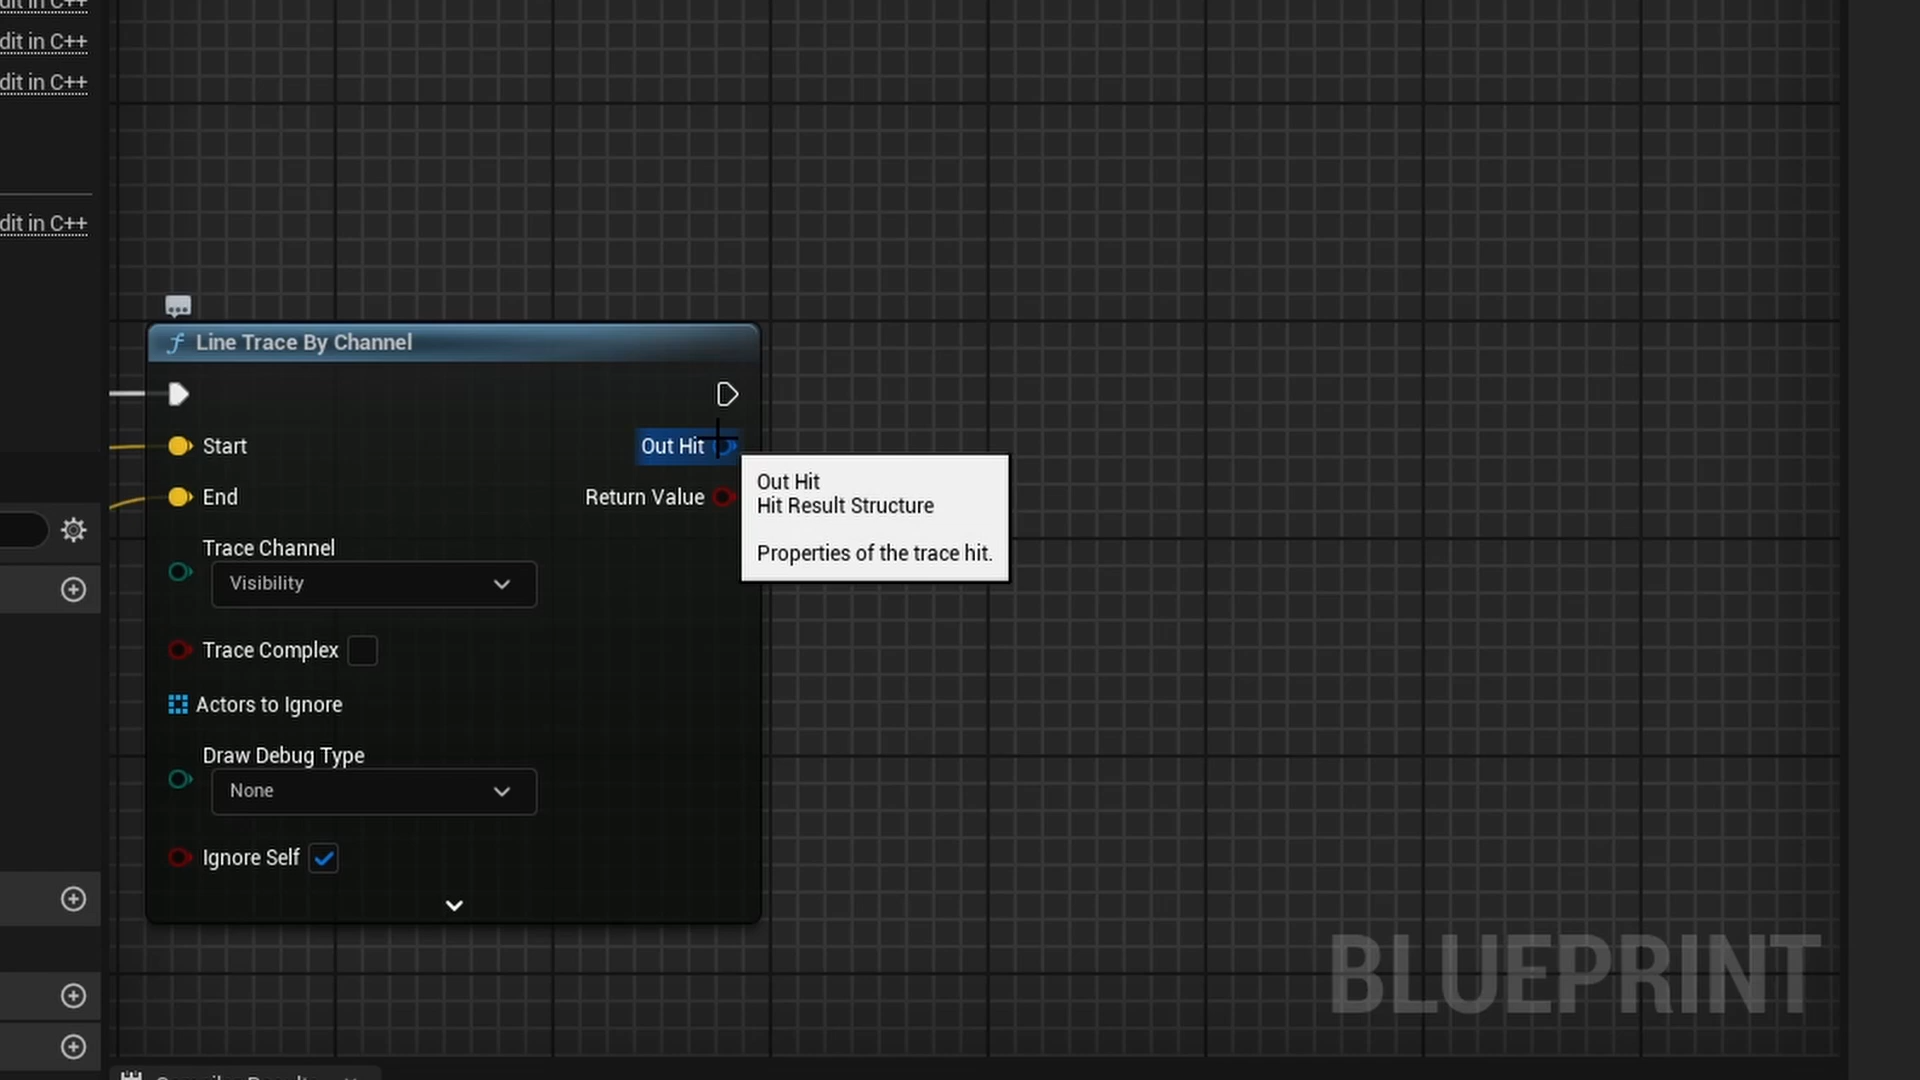 dit in C++
dit in C++
dit in C++
dit in C++
Line Trace By Channel
Start
Out Hit
End
Return Value
Out Hit
Hit Result Structure
Properties of the trace hit.
Trace Channel
Visibility
Trace Complex
Actors to Ignore
Draw Debug Type
None
Ignore Self
BLUEPRINT